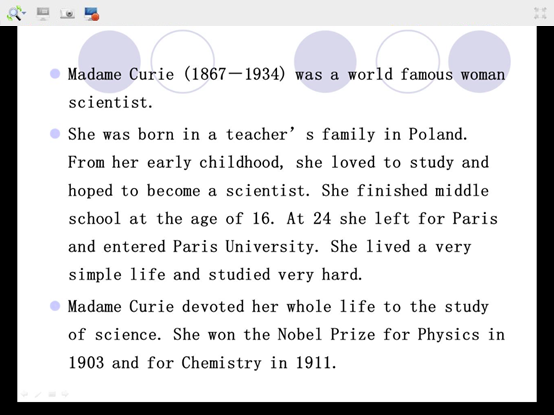 Madame Curie (1867－1934) was a world famous woman
scientist.
She was born in a teacher’s family in Poland.
From her early childhood, she loved to study and
hoped to become a scientist. She finished middle
school at the age of 16. At 24 she left for Paris
and entered Paris University. She lived a very
simple life and studied very hard.
Madame Curie devoted her whole life to the study
of science. She won the Nobel Prize for Physics in
1903 and for Chemistry in 1911.